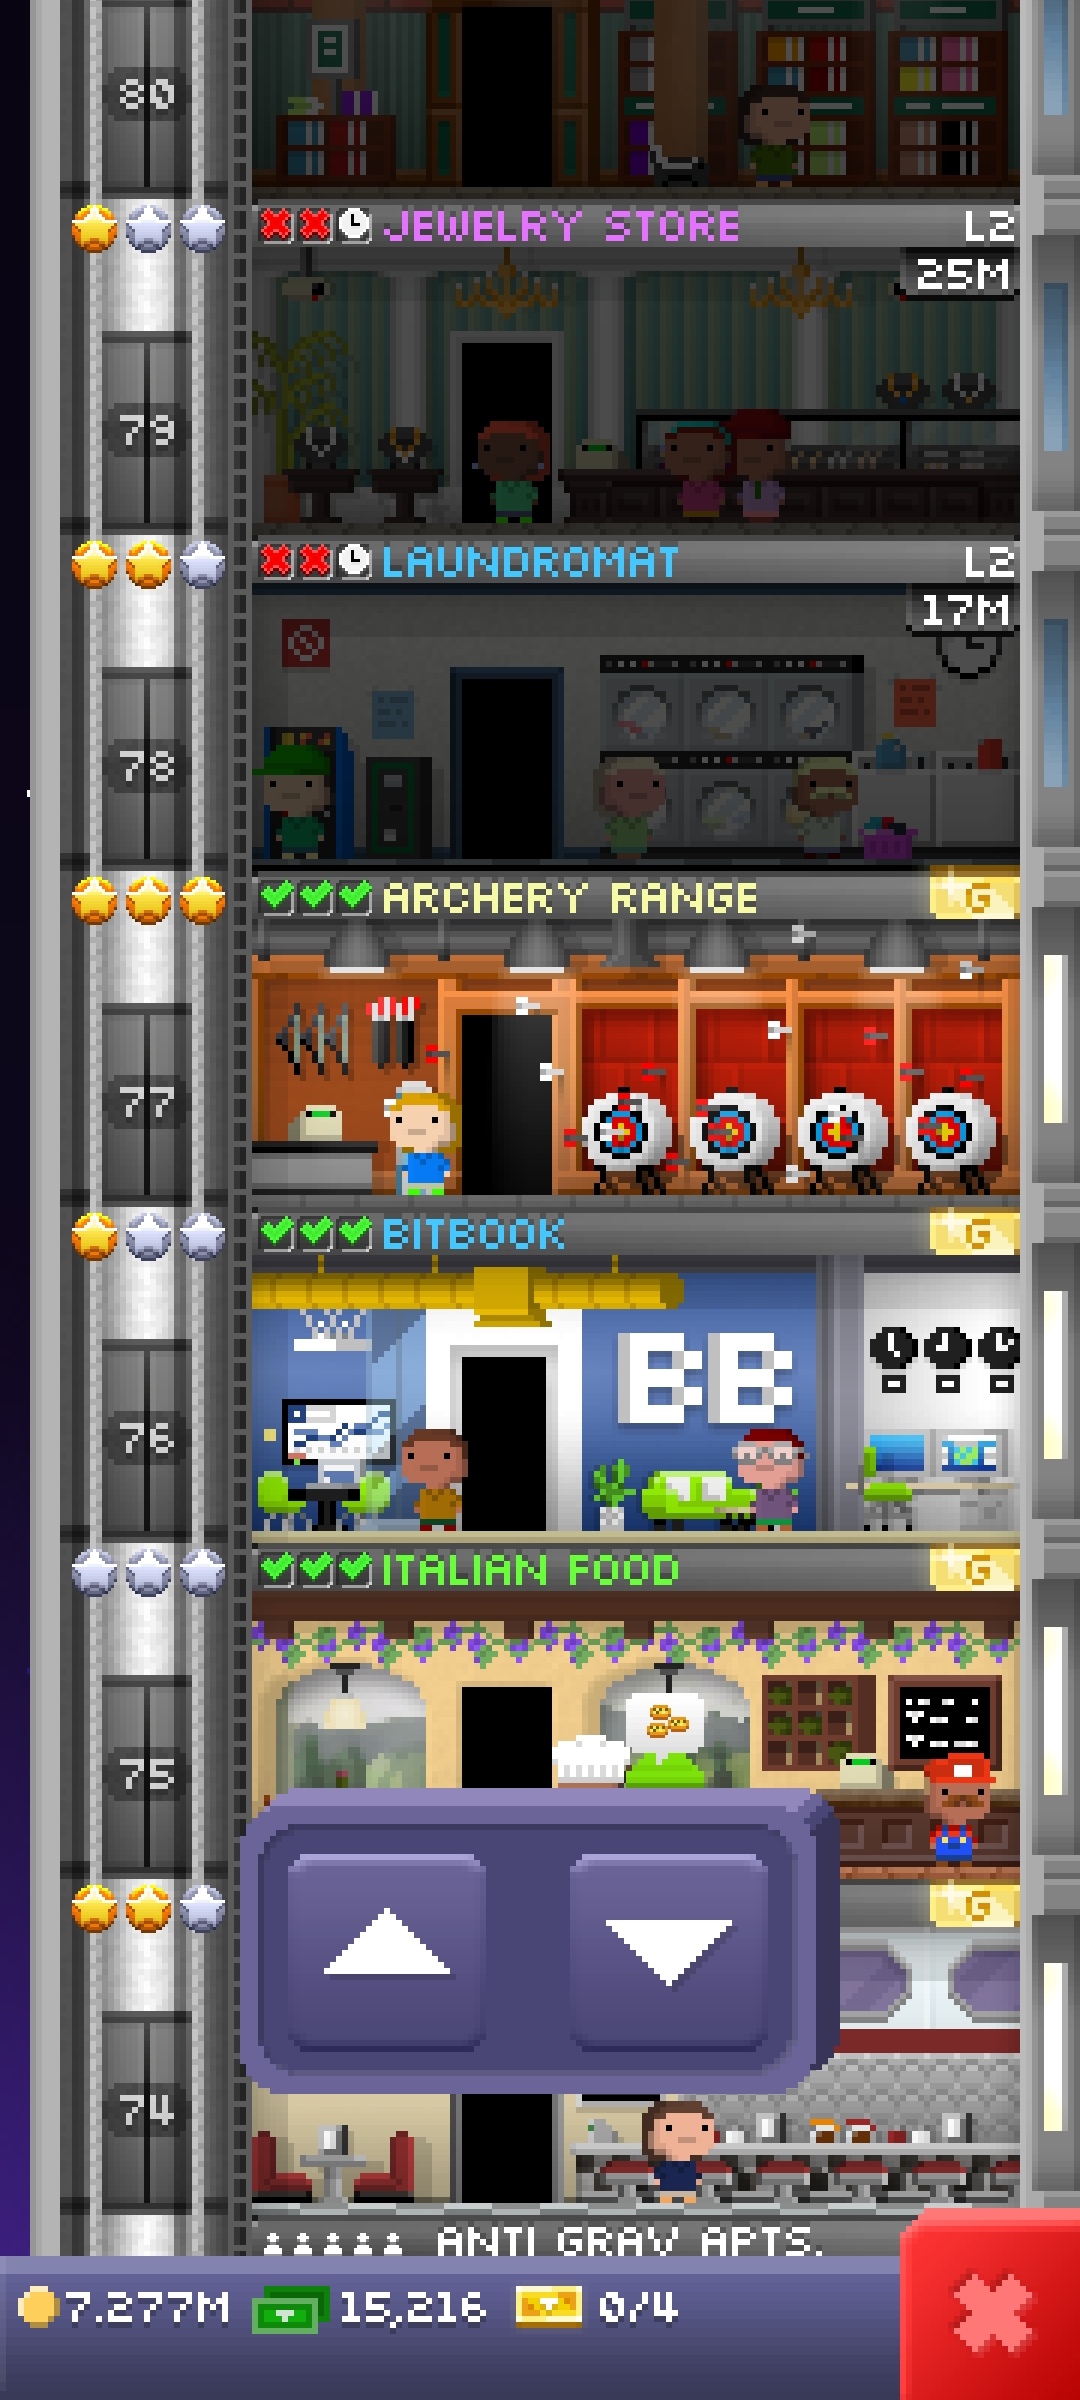 80
JEWELRY STORE L2
25M
79
LAUNDROMAT L2
17M
78
ARCHERY RANGE G
77
BITBOOK G
BB
76
ITALIAN FOOD G
75
G
74
ANTI GRAV APTS.
7.277M 15,216 0/4